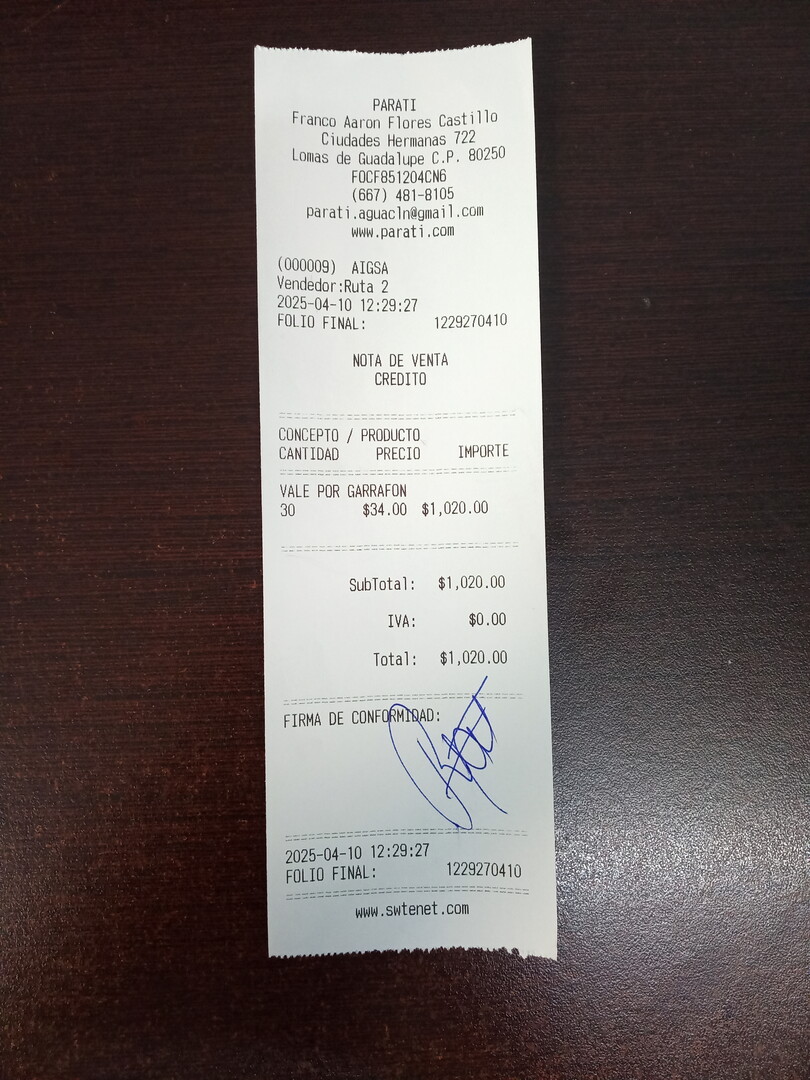 PARATI
Franco Aaron Flores Castillo
Ciudades Hermanas 722
Lomas de Guadalupe C.P. 80250
FOCF851204CN6
(667) 481-8105
parati.aguacln@gmail.com
www.parati.com
(000009) AIGSA
Vendedor:Ruta 2
2025-04-10 12:29:27
FOLIO FINAL: 1229270410
NOTA DE VENTA
CREDITO
CONCEPTO / PRODUCTO
CANTIDAD PRECIO IMPORTE
VALE POR GARRAFON
30 $34.00 $1,020.00
SubTotal: $1,020.00
IVA: $0.00
Total: $1,020.00
FIRMA DE CONFORMIDAD:
2025-04-10 12:29:27
FOLIO FINAL: 1229270410
www.swtenet.com